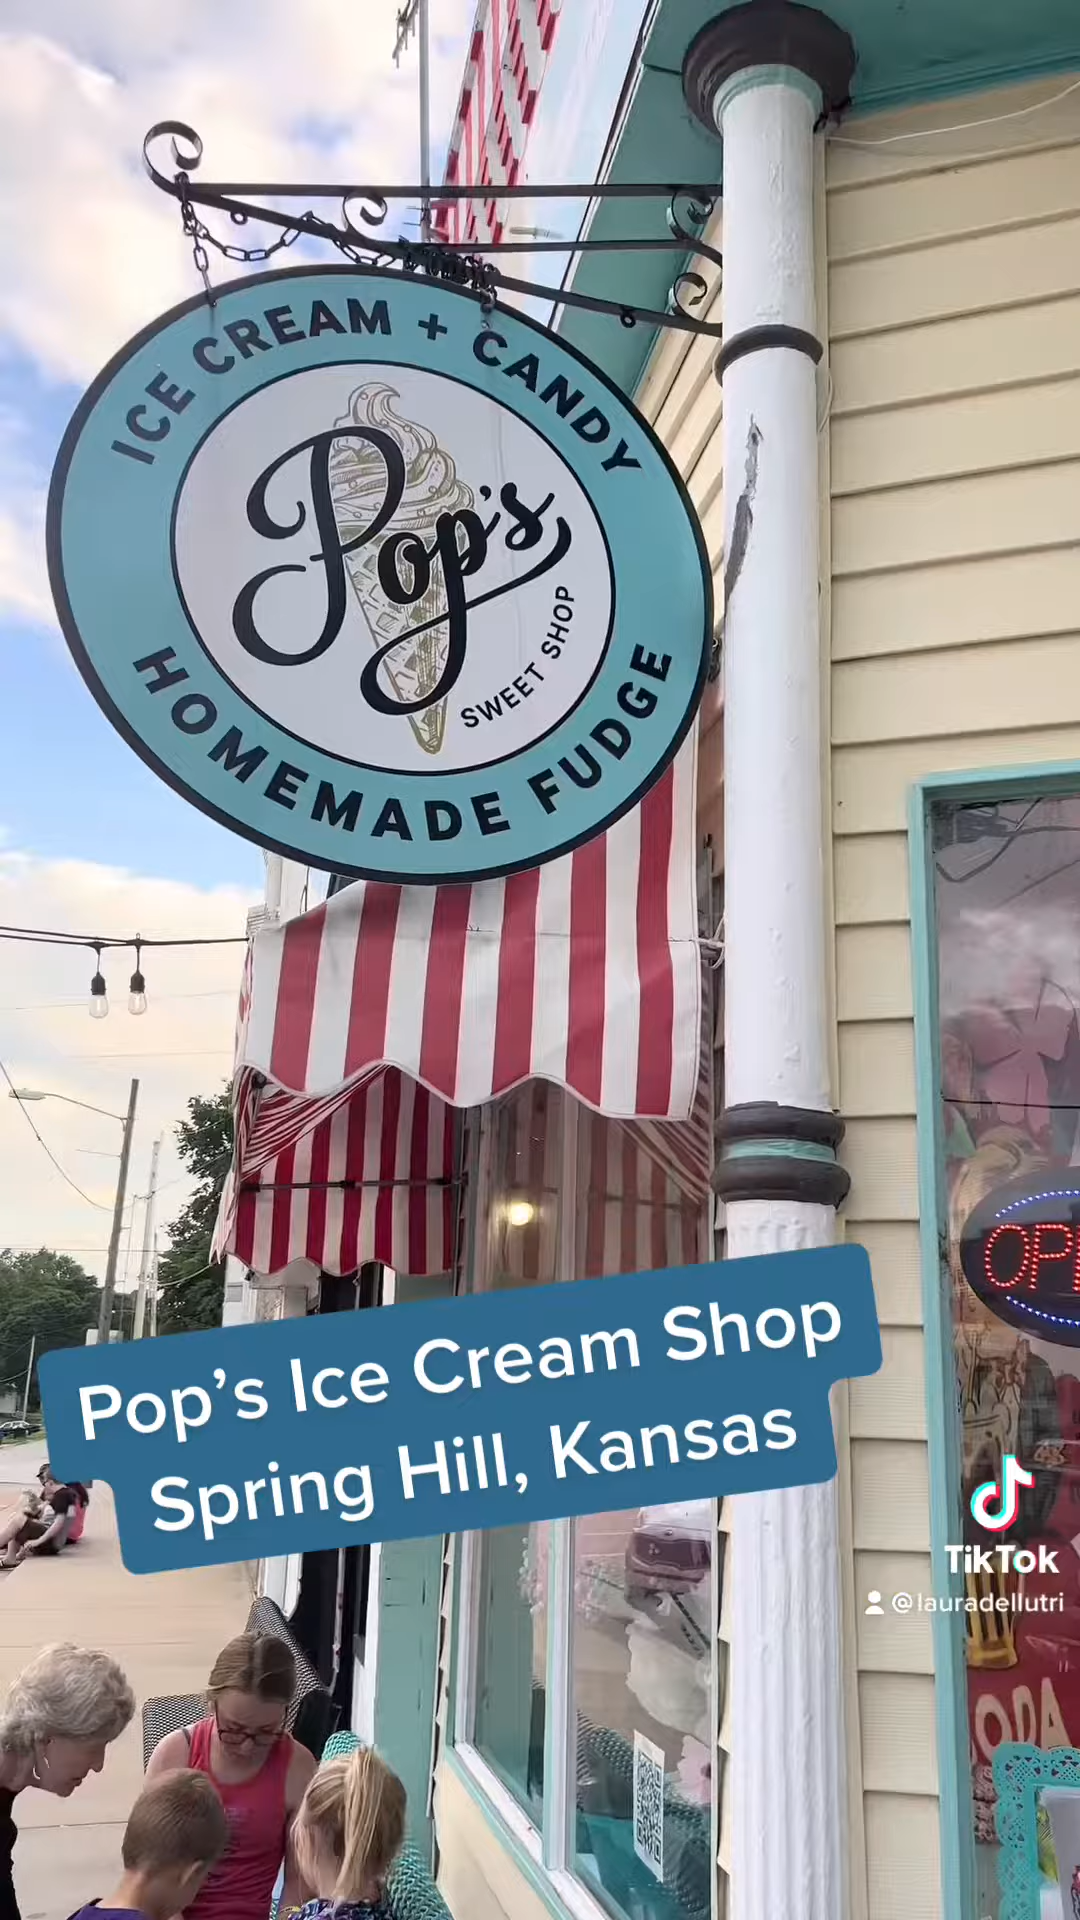 ICE CREAM + CANDY
Pop's
SWEET SHOP
HOMEMADE FUDGE
Pop's Ice Cream Shop
Spring Hill, Kansas
TikTok
@lauradellutri